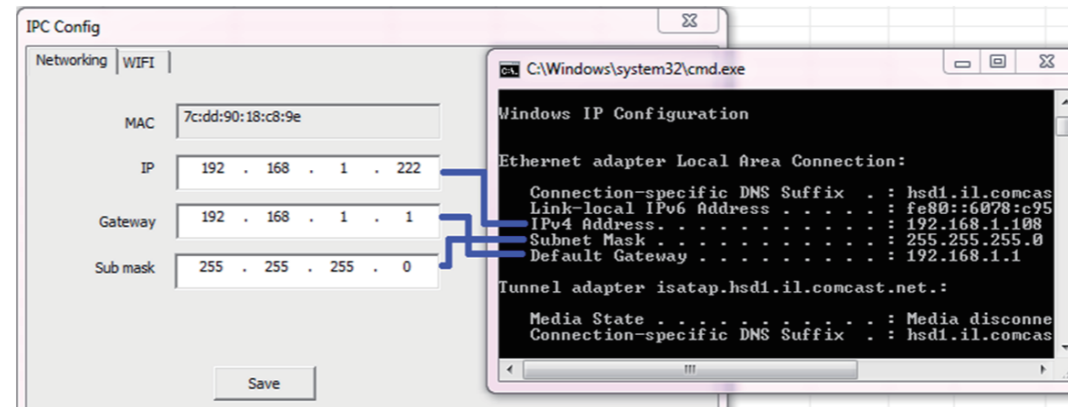 IPC Config
Networking WIFI
MAC 7c:dd:90:18:c8:9e
IP 192 . 168 . 1 . 222
Gateway 192 . 168 . 1 . 1
Sub mask 255 . 255 . 255 . 0
Save
C:\Windows\system32\cmd.exe
Windows IP Configuration
Ethernet adapter Local Area Connection:
Connection-specific DNS Suffix . : hsd1.il.comcas
Link-local IPv6 Address . . . . . : fe80::6078:c95
IPv4 Address. . . . . . . . . . . : 192.168.1.108
Subnet Mask . . . . . . . . . . . : 255.255.255.0
Default Gateway . . . . . . . . . : 192.168.1.1
Tunnel adapter isatap.hsd1.il.comcast.net.:
Media State . . . . . . . . . . . : Media disconne
Connection-specific DNS Suffix . : hsd1.il.comcas